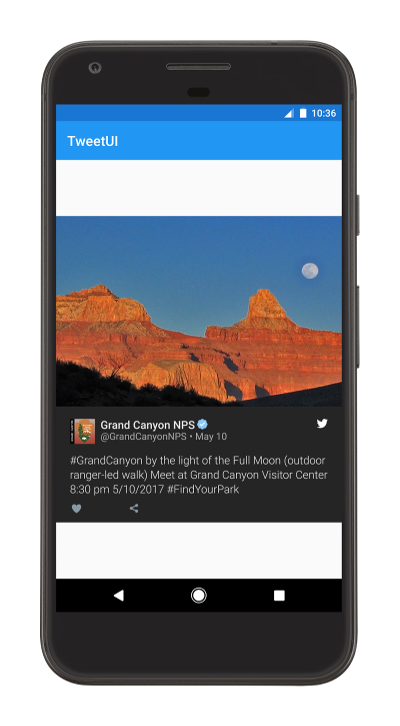 10:36
TweetUI
Grand Canyon NPS
@GrandCanyonNPS • May 10
#GrandCanyon by the light of the Full Moon (outdoor
ranger-led walk) Meet at Grand Canyon Visitor Center
8:30 pm 5/10/2017 #FindYourPark